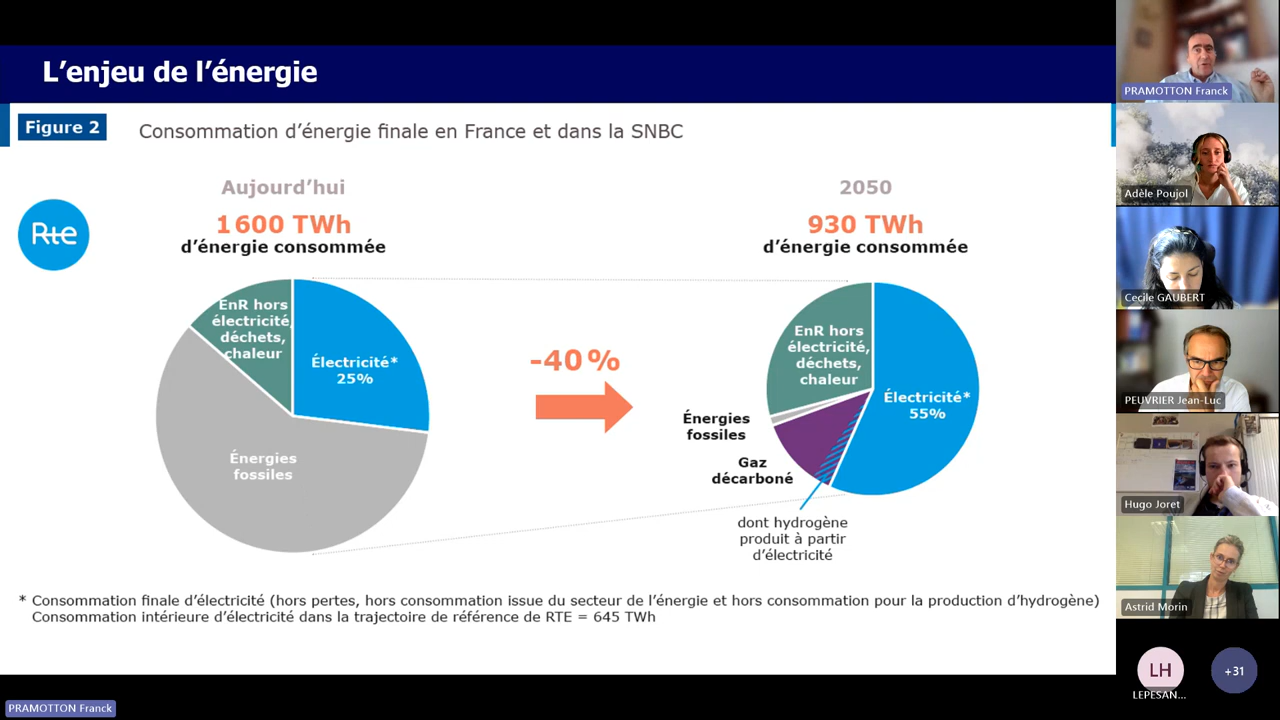 L'enjeu de l'énergie
Figure 2
Consommation d'énergie finale en France et dans la SNBC
Rte
Aujourd'hui
1600 TWh
d'énergie consommée
EnR hors
électricité,
déchets,
chaleur
Électricité*
25%
Énergies
fossiles
-40%
2050
930 TWh
d'énergie consommée
EnR hors
électricité,
déchets,
chaleur
Électricité*
55%
Énergies
fossiles
Gaz
décarboné
dont hydrogène
produit à partir
d'électricité
* Consommation finale d'électricité (hors pertes, hors consommation issue du secteur de l'énergie et hors consommation pour la production d'hydrogène)
Consommation intérieure d'électricité dans la trajectoire de référence de RTE = 645 TWh
PRAMOTTON Franck
PRAMOTTON Franck
Adèle Poujol
Cecile GAUBERT
PEUVRIER Jean-Luc
Hugo Joret
Astrid Morin
LH
LEPESAN...
+31